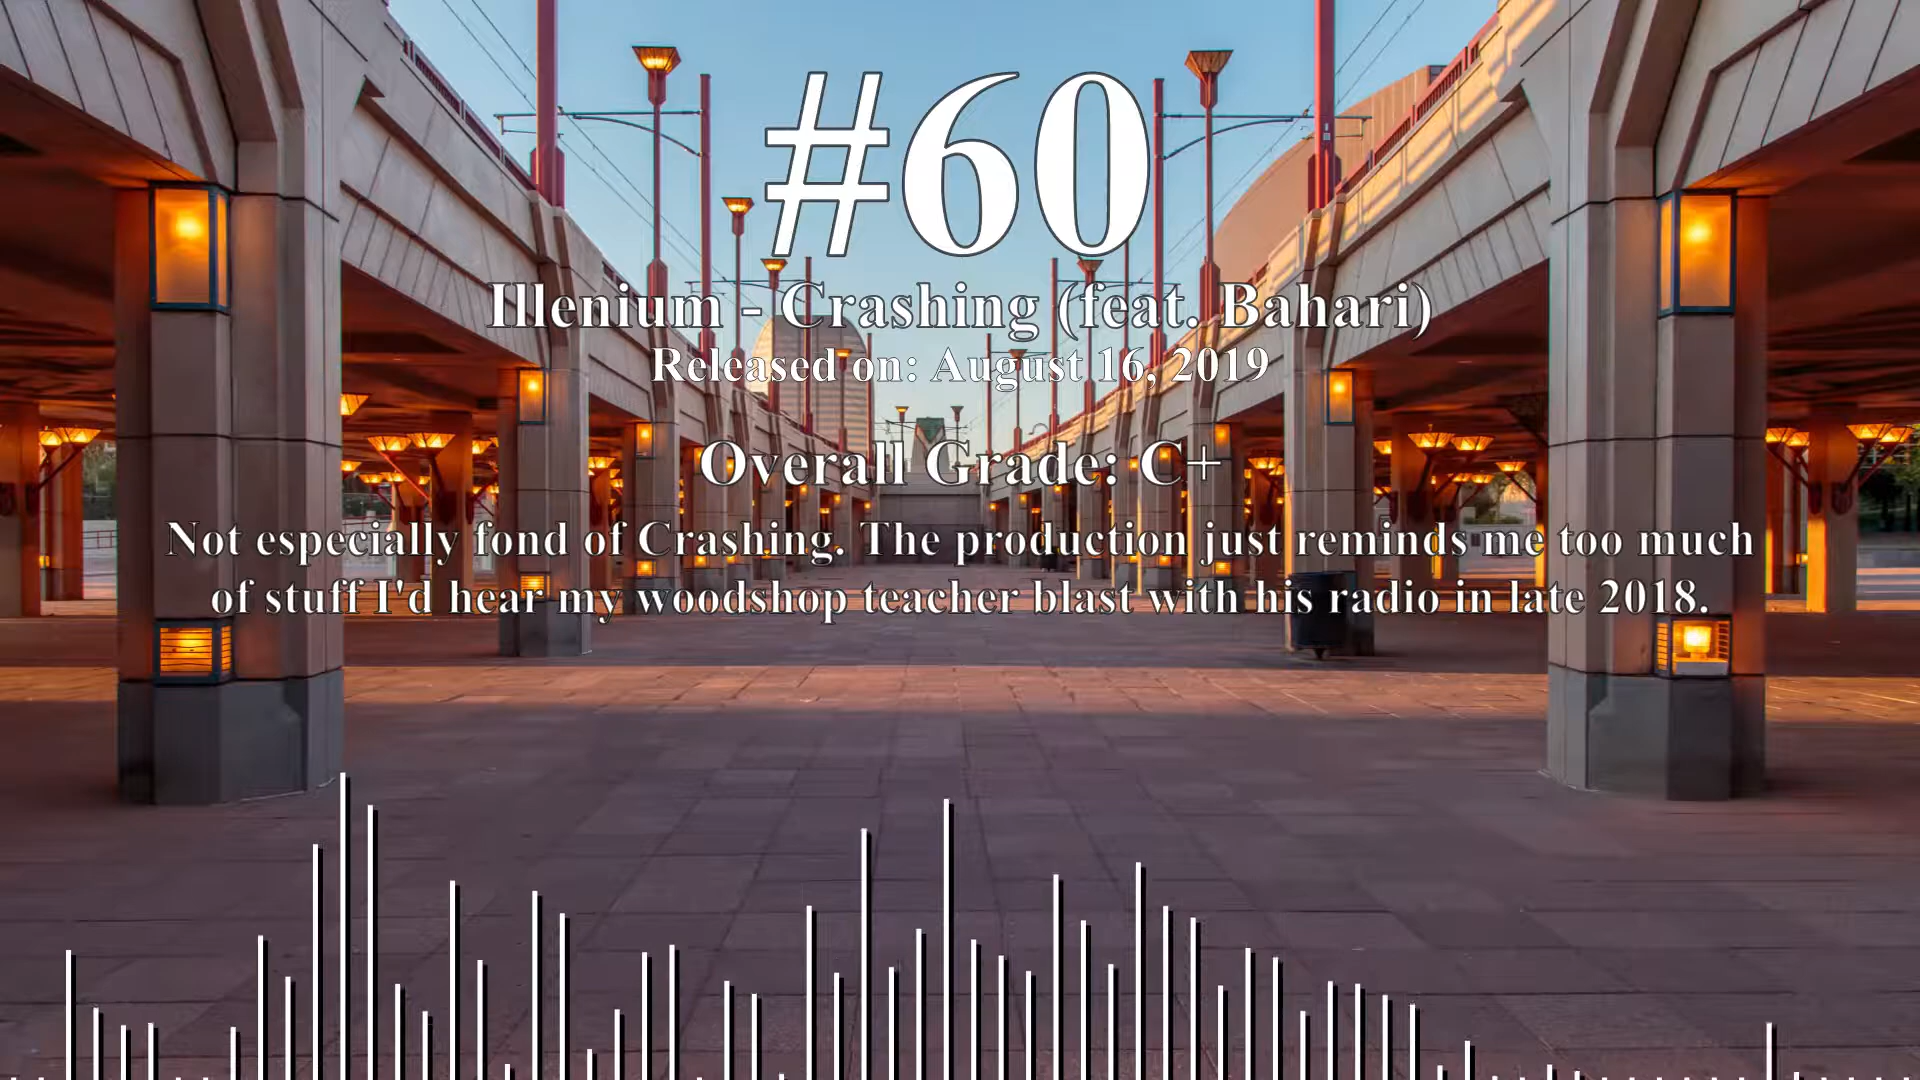 #60
Illenium - Crashing (feat. Bahari)
Released on: August 16, 2019
Overall Grade: C+
Not especially fond of Crashing. The production just reminds me too much
of stuff I'd hear my woodshop teacher blast with his radio in late 2018.